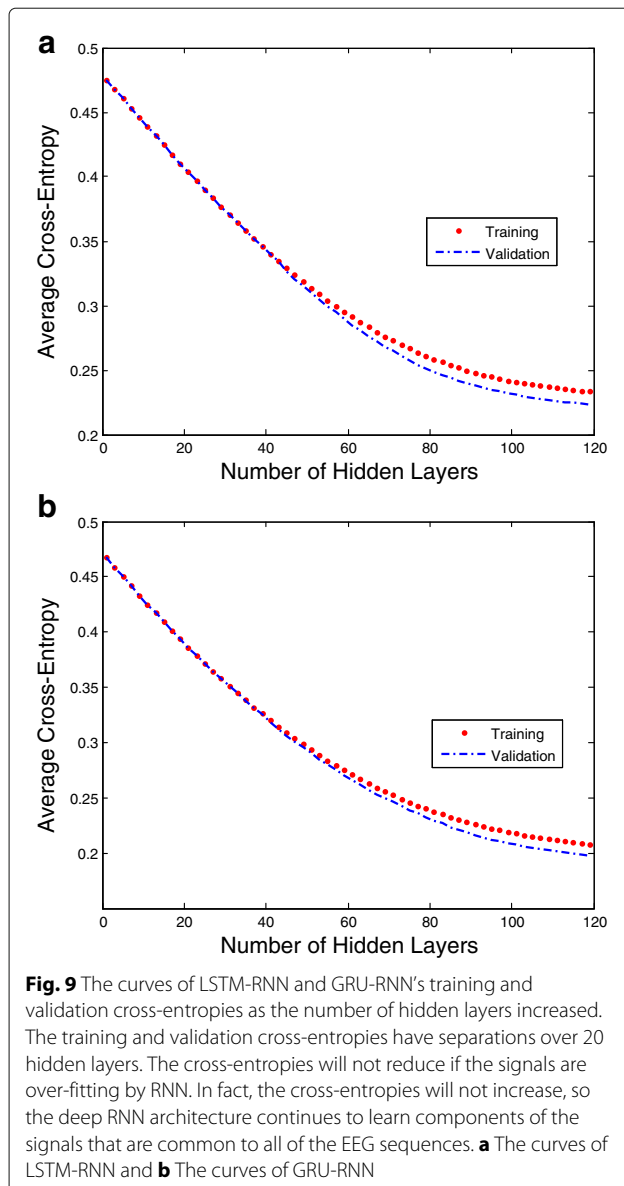 a
0.5
0.45
0.4
0.35
0.3
0.25
0.2
Average Cross-Entropy
Training
Validation
0 20 40 60 80 100 120
Number of Hidden Layers
b
0.5
0.45
0.4
0.35
0.3
0.25
0.2
Average Cross-Entropy
Training
Validation
0 20 40 60 80 100 120
Number of Hidden Layers
Fig. 9 The curves of LSTM-RNN and GRU-RNN's training and
validation cross-entropies as the number of hidden layers increased.
The training and validation cross-entropies have separations over 20
hidden layers. The cross-entropies will not reduce if the signals are
over-fitting by RNN. In fact, the cross-entropies will not increase, so
the deep RNN architecture continues to learn components of the
signals that are common to all of the EEG sequences. a The curves of
LSTM-RNN and b The curves of GRU-RNN